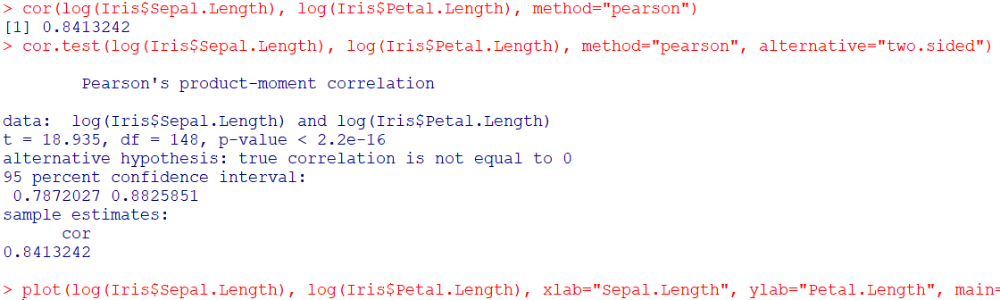 > cor(log(Iris$Sepal.Length), log(Iris$Petal.Length), method="pearson")
[1] 0.8413242
> cor.test(log(Iris$Sepal.Length), log(Iris$Petal.Length), method="pearson", alternative="two.sided")
Pearson's product-moment correlation
data:  log(Iris$Sepal.Length) and log(Iris$Petal.Length)
t = 18.935, df = 148, p-value < 2.2e-16
alternative hypothesis: true correlation is not equal to 0
95 percent confidence interval:
0.7872027 0.8825851
sample estimates:
cor
0.8413242
> plot(log(Iris$Sepal.Length), log(Iris$Petal.Length), xlab="Sepal.Length", ylab="Petal.Length", main=